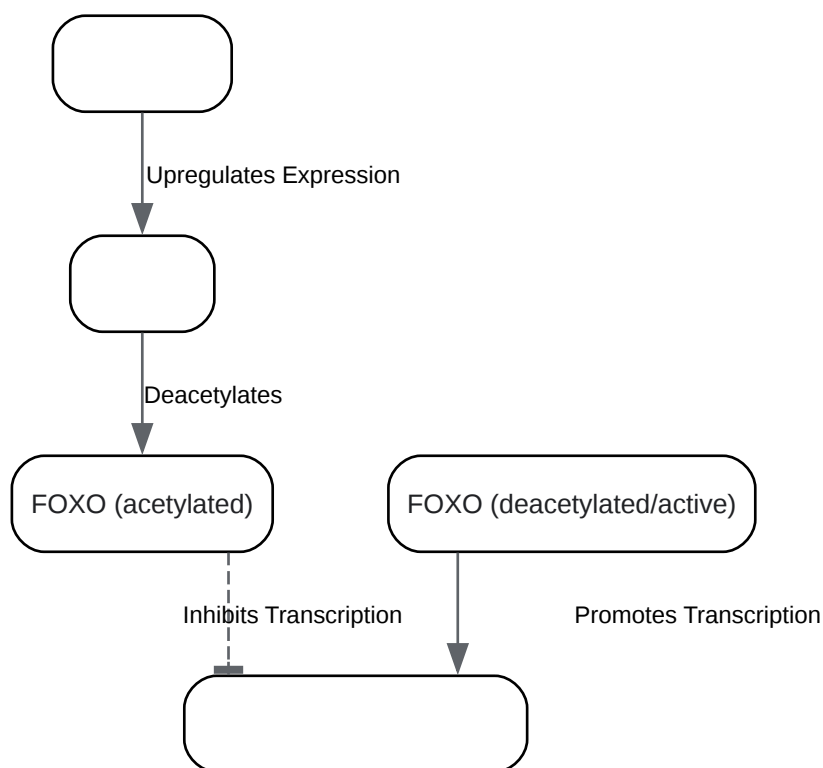 Upregulates Expression
Deacetylates
FOXO (acetylated)
FOXO (deacetylated/active)
Inhibits Transcription
Promotes Transcription